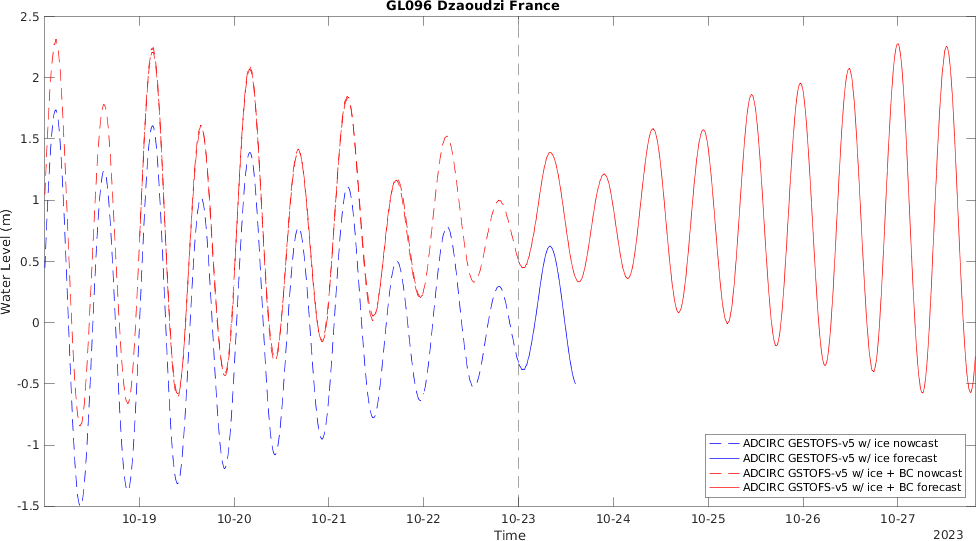 GL096 Dzaoudzi France
2.5
2
1.5
1
0.5
0
-0.5
-1
-1.5
Water Level (m)
10-19 10-20 10-21 10-22 10-23 10-24 10-25 10-26 10-27
Time
2023
ADCIRC GESTOFS-v5 w/ ice nowcast
ADCIRC GESTOFS-v5 w/ ice forecast
ADCIRC GSTOFS-v5 w/ ice + BC nowcast
ADCIRC GSTOFS-v5 w/ ice + BC forecast